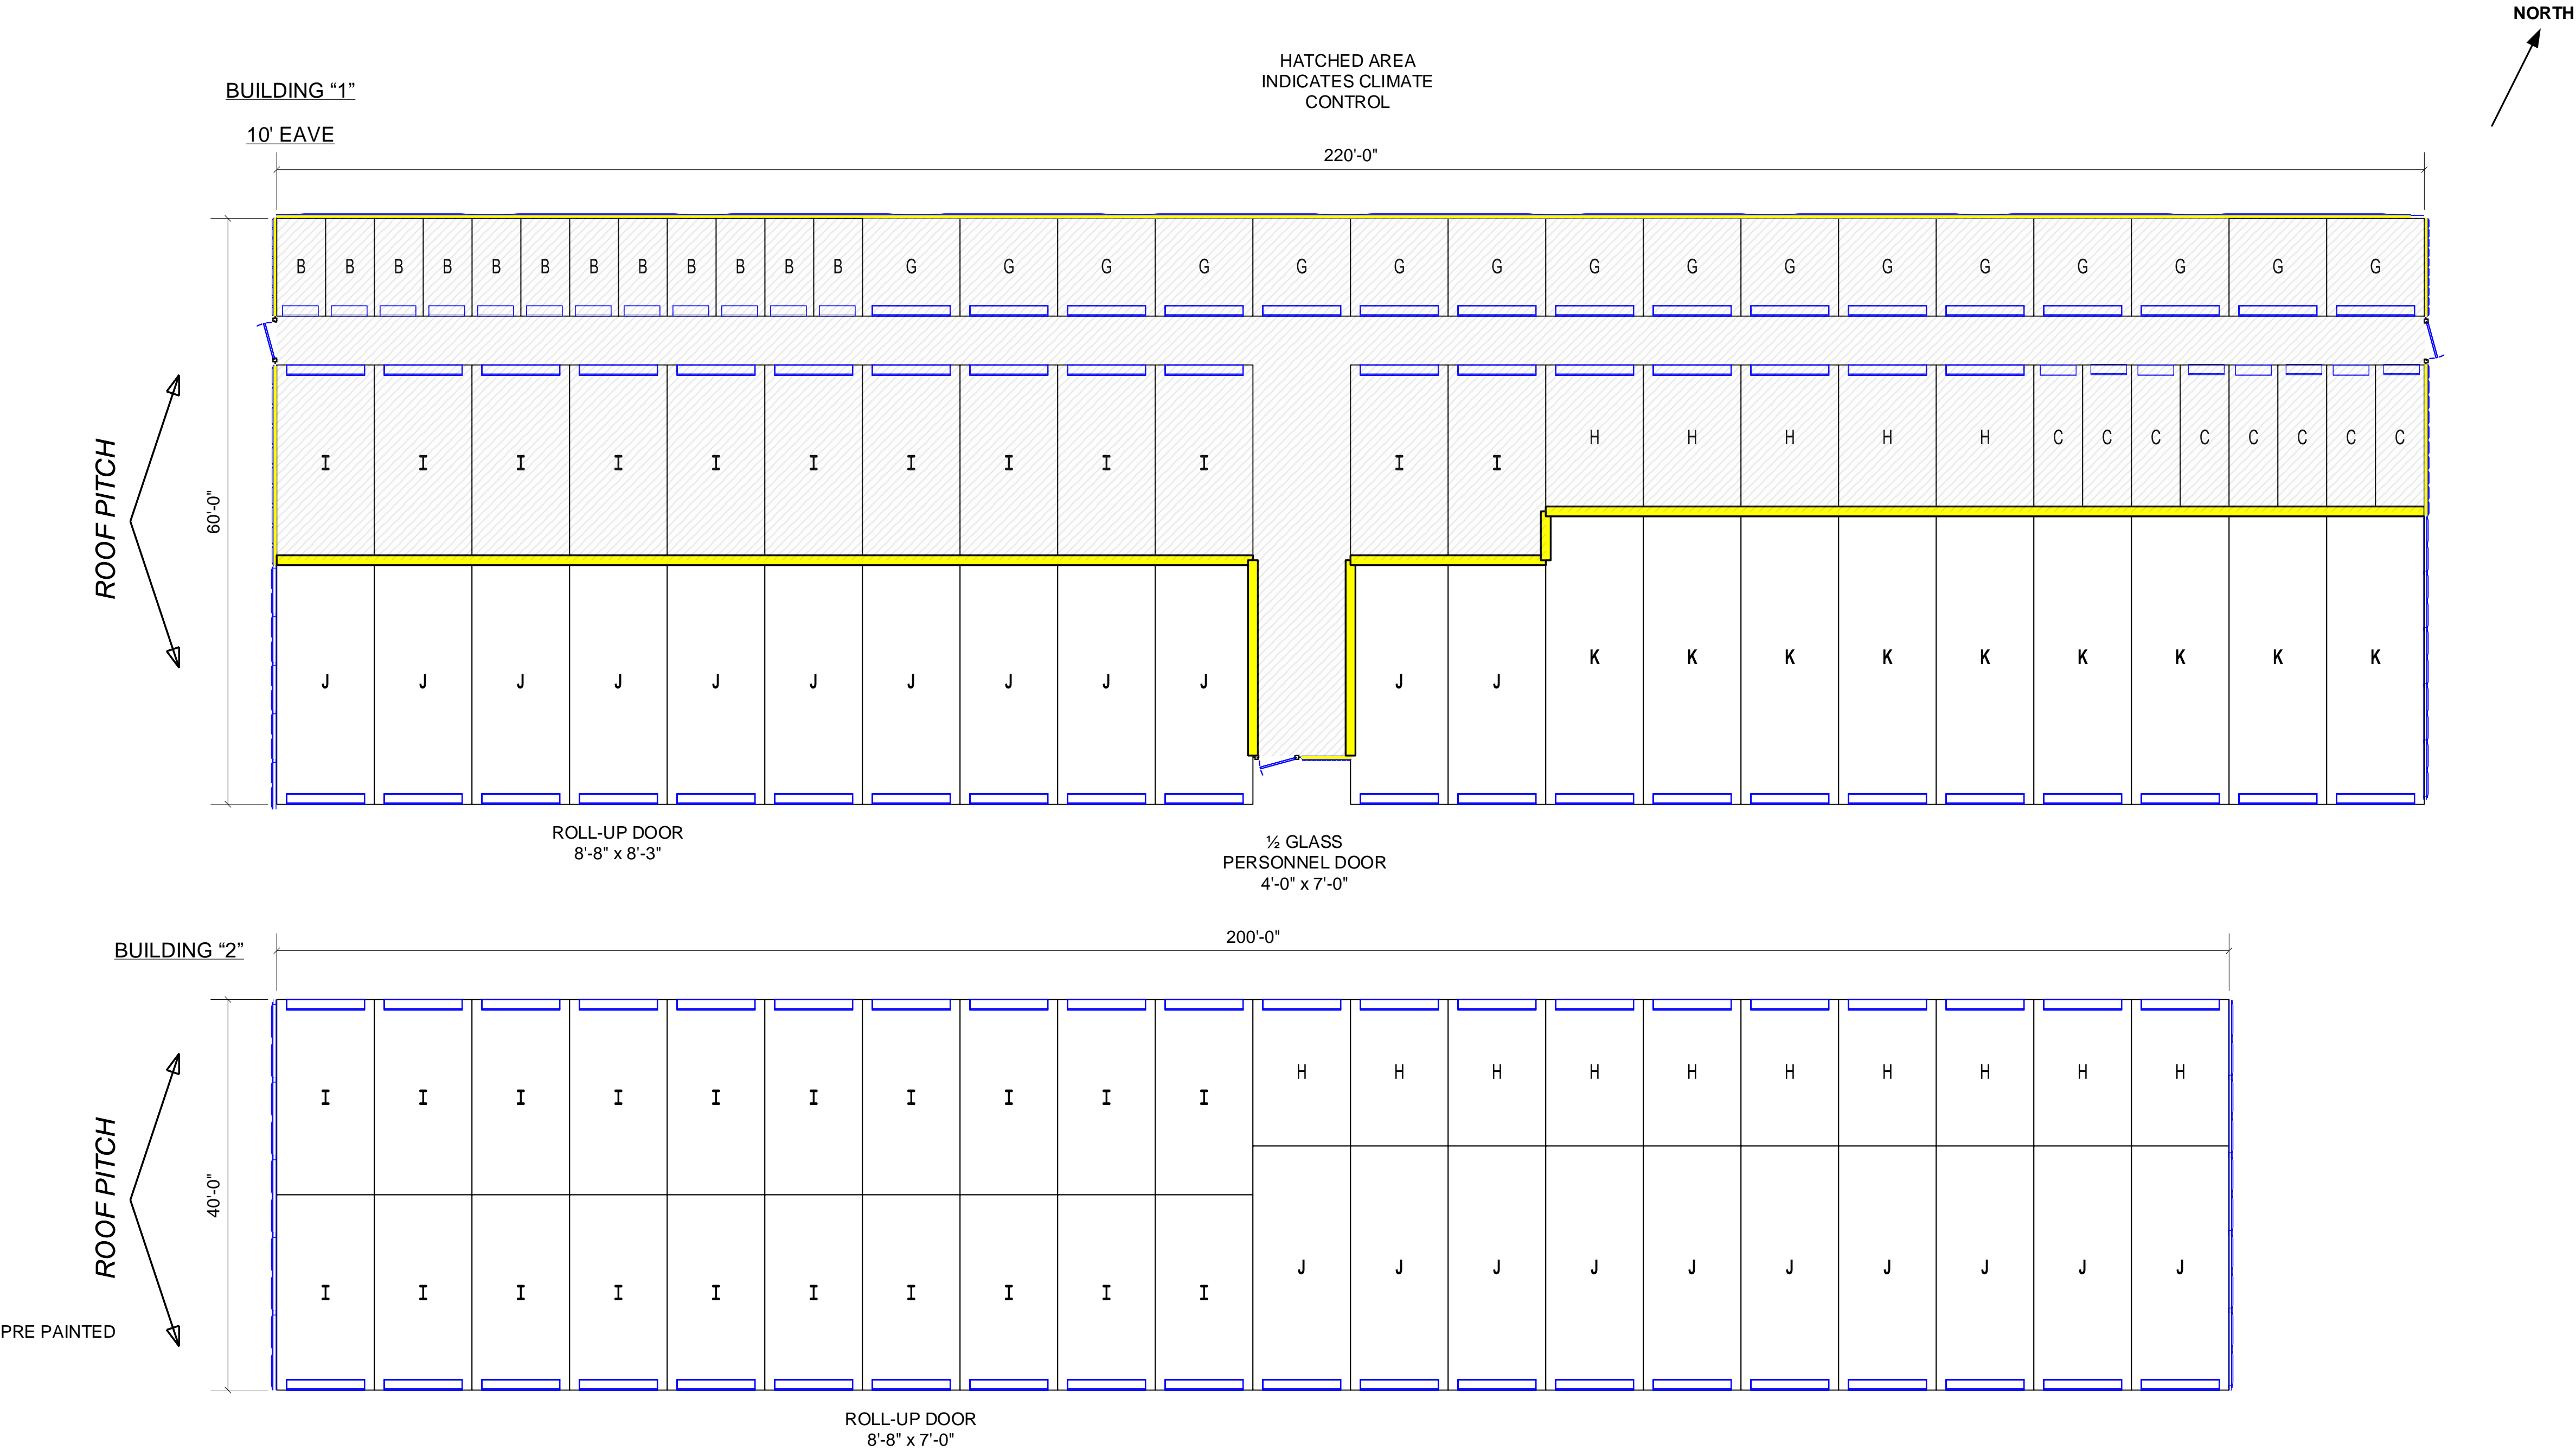 NORTH
HATCHED AREA
INDICATES CLIMATE
CONTROL
BUILDING “1”
10' EAVE
220'-0"
B B B B B B B B B B B B G G G G G G G G G G G G G G G G
I I I I I I I I I I I I H H H H H C C C C C C C C
ROOF PITCH
60'-0"
J J J J J J J J J J J J K K K K K K K K K
ROLL-UP DOOR
8'-8" x 8'-3"
½ GLASS
PERSONNEL DOOR
4'-0" x 7'-0"
BUILDING “2”
200'-0"
I I I I I I I I I I H H H H H H H H H H
ROOF PITCH
40'-0"
I I I I I I I I I I J J J J J J J J J J
PRE PAINTED
ROLL-UP DOOR
8'-8" x 7'-0"